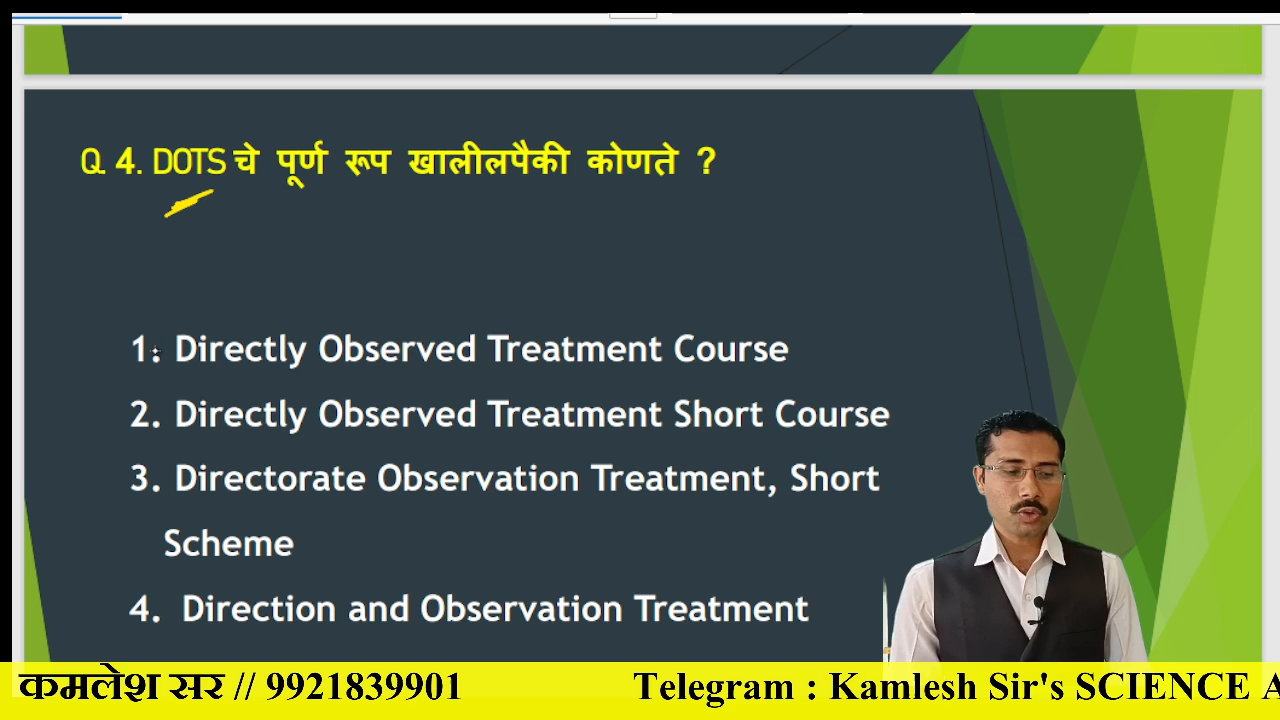 Q. 4. DOTS चे पूर्ण रूप खालीलपैकी कोणते ?
1. Directly Observed Treatment Course
2. Directly Observed Treatment Short Course
3. Directorate Observation Treatment, Short
Scheme
4. Direction and Observation Treatment
कमलेश सर // 9921839901 Telegram : Kamlesh Sir's SCIENCE A